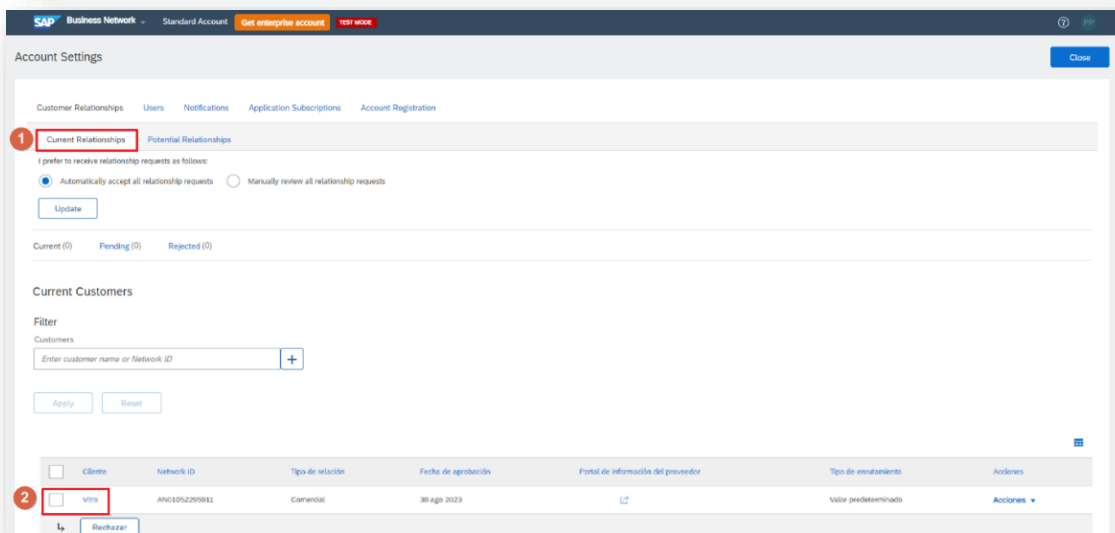 SAP Business Network Standard Account Get enterprise account TEST MODE PP
Account Settings Close
Customer Relationships Users Notifications Application Subscriptions Account Registration
1 Current Relationships Potential Relationships
I prefer to receive relationship requests as follows:
Automatically accept all relationship requests Manually review all relationship requests
Update
Current (0) Pending (0) Rejected (0)
Current Customers
Filter
Customers
Enter customer name or Network ID +
Apply Reset
Cliente Network ID Tipo de relación Fecha de aprobación Portal de información del proveedor Tipo de enrutamiento Acciones
2 Vitro Comercial 30 ago 2023 Valor predeterminado Acciones
Rechazar